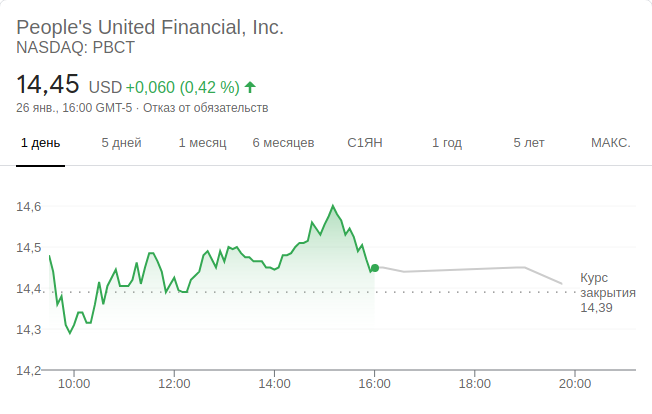 People's United Financial, Inc.
NASDAQ: PBCT
14,45 USD +0,060 (0,42 %)
26 янв., 16:00 GMT-5 · Отказ от обязательств
1 день 5 дней 1 месяц 6 месяцев С1ЯН 1 год 5 лет МАКС.
14,6
14,5
14,4
14,3
14,2
Курс
закрытия
14,39
10:00 12:00 14:00 16:00 18:00 20:00